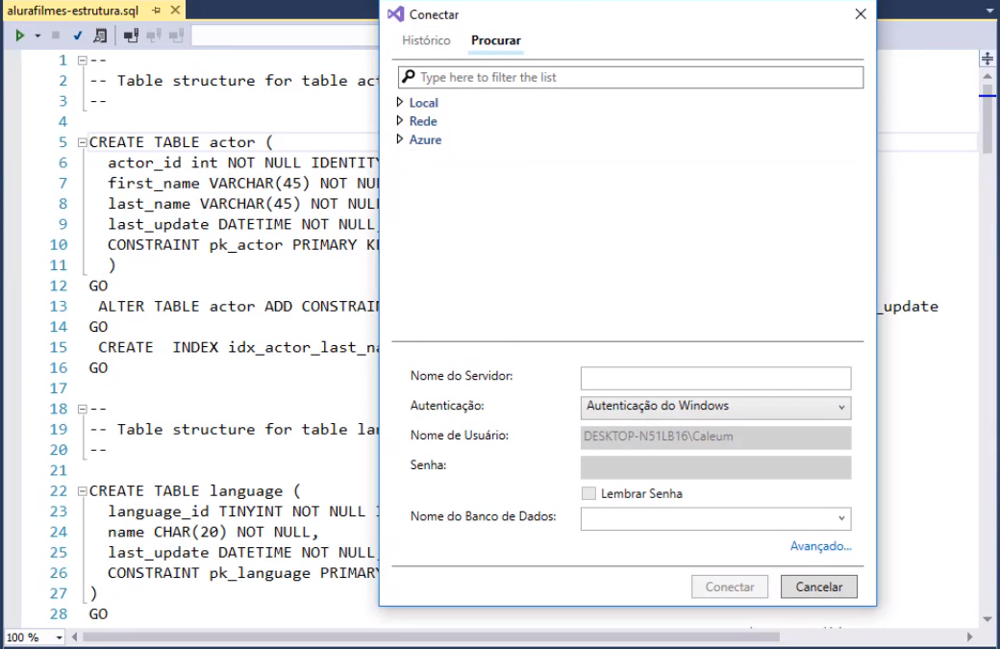 alurafilmes-estrutura.sql
1 --
2 -- Table structure for table act
3 --
4
5 CREATE TABLE actor (
6 actor_id int NOT NULL IDENTITY
7 first_name VARCHAR(45) NOT NUL
8 last_name VARCHAR(45) NOT NULL
9 last_update DATETIME NOT NULL,
10 CONSTRAINT pk_actor PRIMARY KE
11 )
12 GO
13 ALTER TABLE actor ADD CONSTRAIN _update
14 GO
15 CREATE  INDEX idx_actor_last_na
16 GO
17
18 --
19 -- Table structure for table lan
20 --
21
22 CREATE TABLE language (
23 language_id TINYINT NOT NULL I
24 name CHAR(20) NOT NULL,
25 last_update DATETIME NOT NULL,
26 CONSTRAINT pk_language PRIMARY
27 )
28 GO
100 %
Conectar
Histórico Procurar
Type here to filter the list
Local
Rede
Azure
Nome do Servidor:
Autenticação: Autenticação do Windows
Nome de Usuário: DESKTOP-N51LB16\Caleum
Senha:
Lembrar Senha
Nome do Banco de Dados:
Avançado...
Conectar Cancelar